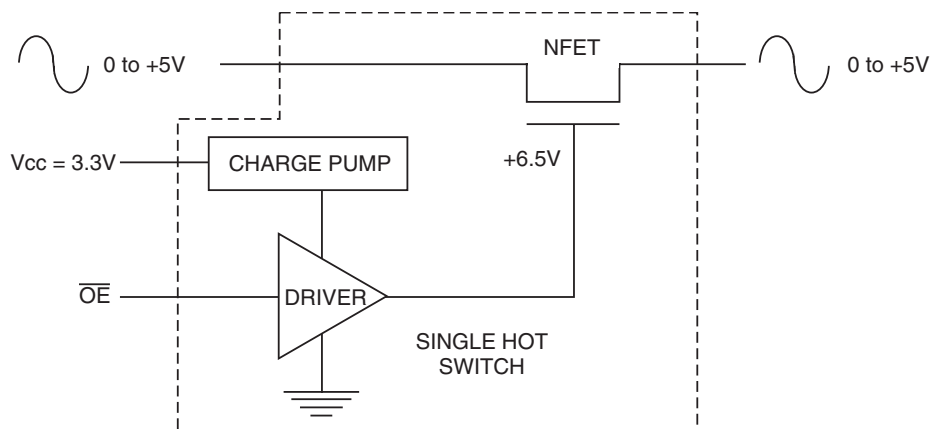 NFET
0 to +5V
0 to +5V
Vcc = 3.3V
CHARGE PUMP
+6.5V
OE
DRIVER
SINGLE HOT
SWITCH